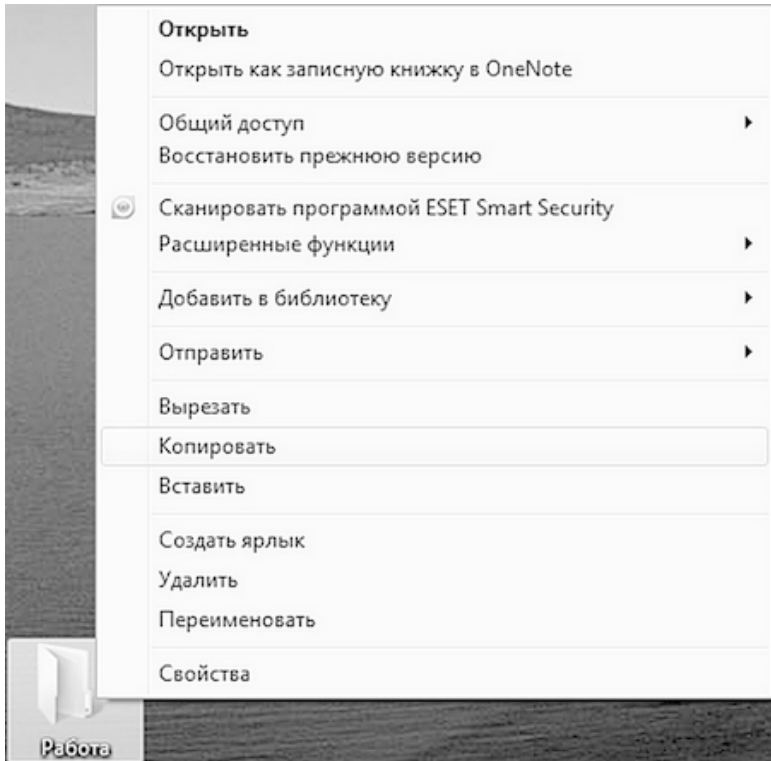 Открыть
Открыть как записную книжку в OneNote
Общий доступ
Восстановить прежнюю версию
Сканировать программой ESET Smart Security
Расширенные функции
Добавить в библиотеку
Отправить
Вырезать
Копировать
Вставить
Создать ярлык
Удалить
Переименовать
Свойства
Работа